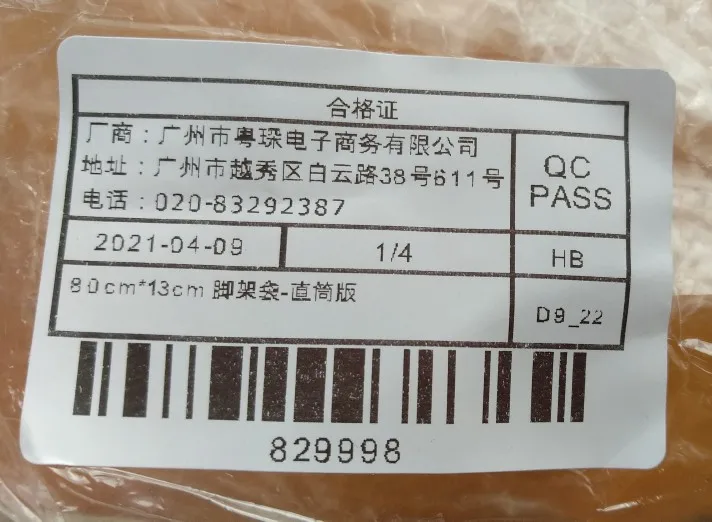 合格证
厂商：广州市粤琛电子商务有限公司
地址：广州市越秀区白云路38号611号
电话：020-83292387
QC
PASS
2021-04-09
1/4
HB
80cm*13cm 脚架袋-直筒版
D9_22
829998